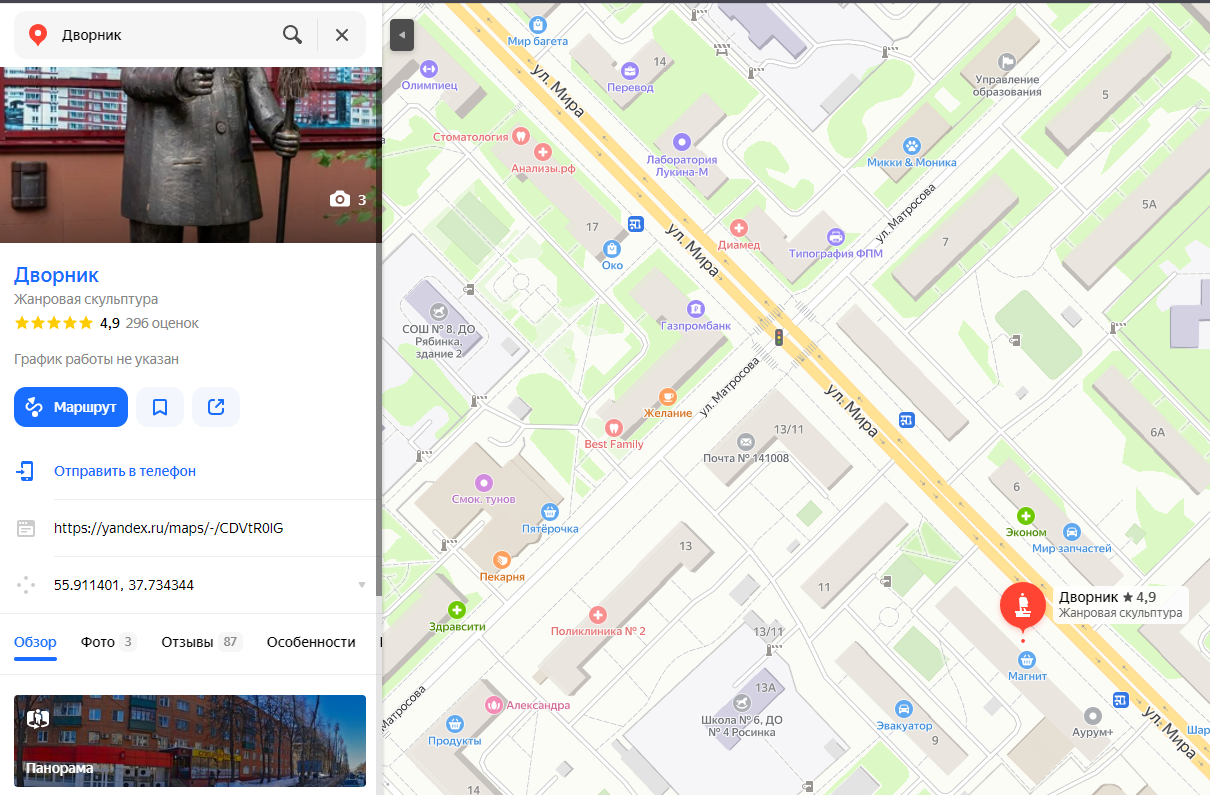 Дворник
3
Дворник
Жанровая скульптура
4,9 296 оценок
График работы не указан
Маршрут
Отправить в телефон
https://yandex.ru/maps/-/CDVtR0IG
55.911401, 37.734344
Обзор
Фото 3
Отзывы 87
Особенности
Панорама
Мир багета
ул. Мира
14
Олимпиец
Перевод
Управление
образования
5
Стоматология
Анализы.рф
Лаборатория
Лукина-М
Микки & Моника
ул. Матросова
5А
17
Око
ул. Мира
Диамед
Типография ФПМ
7
СОШ № 8, ДО
Рябинка,
здание 2
Газпромбанк
ул. Матросова
Желание
Best Family
ул. Мира
13/11
Почта № 141008
6А
Смок. тунов
Пятёрочка
6
Эконом
Мир запчастей
13
Пекарня
11
Здравсити
Поликлиника № 2
13/11
Дворник ★ 4,9
Жанровая скульптура
Магнит
Матросова
Александра
Продукты
13А
Школа № 6, ДО
№ 4 Росинка
Эвакуатор
9
Аурум+
ул. Мира
Шар
14